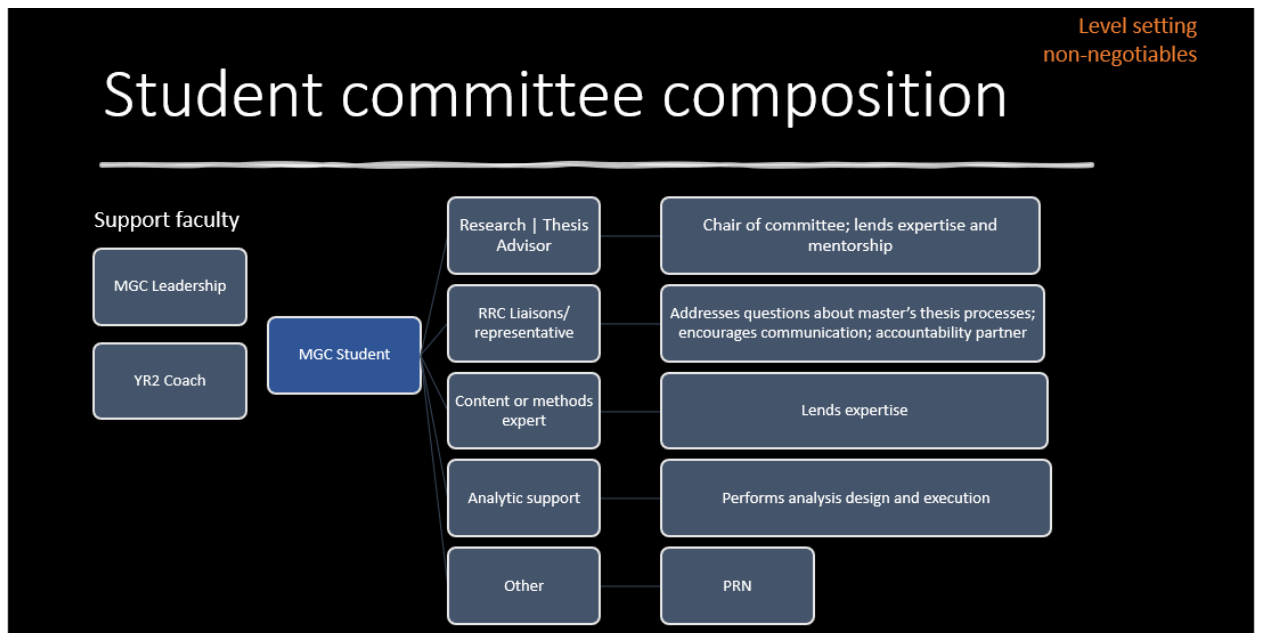 Level setting
non-negotiables
Student committee composition
Support faculty
MGC Leadership
YR2 Coach
MGC Student
Research | Thesis
Advisor
Chair of committee; lends expertise and
mentorship
RRC Liaisons/
representative
Addresses questions about master’s thesis processes;
encourages communication; accountability partner
Content or methods
expert
Lends expertise
Analytic support
Performs analysis design and execution
Other
PRN